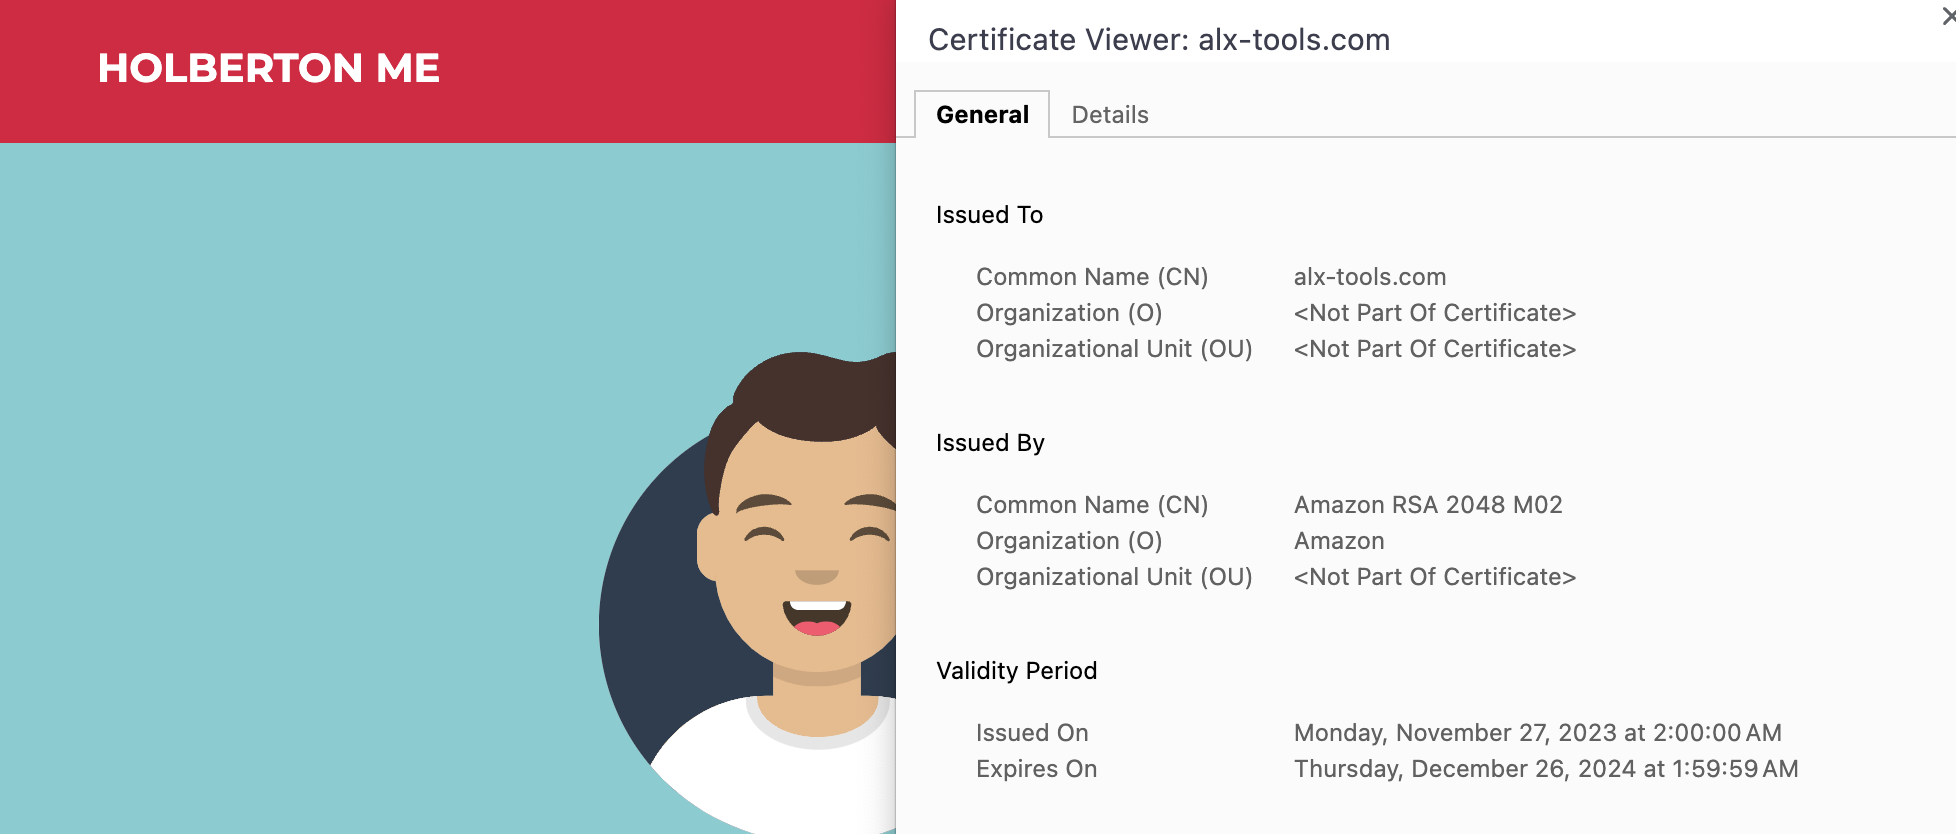 HOLBERTON ME
Certificate Viewer: alx-tools.com
General Details
Issued To
Common Name (CN) alx-tools.com
Organization (O) <Not Part Of Certificate>
Organizational Unit (OU) <Not Part Of Certificate>
Issued By
Common Name (CN) Amazon RSA 2048 M02
Organization (O) Amazon
Organizational Unit (OU) <Not Part Of Certificate>
Validity Period
Issued On Monday, November 27, 2023 at 2:00:00 AM
Expires On Thursday, December 26, 2024 at 1:59:59 AM